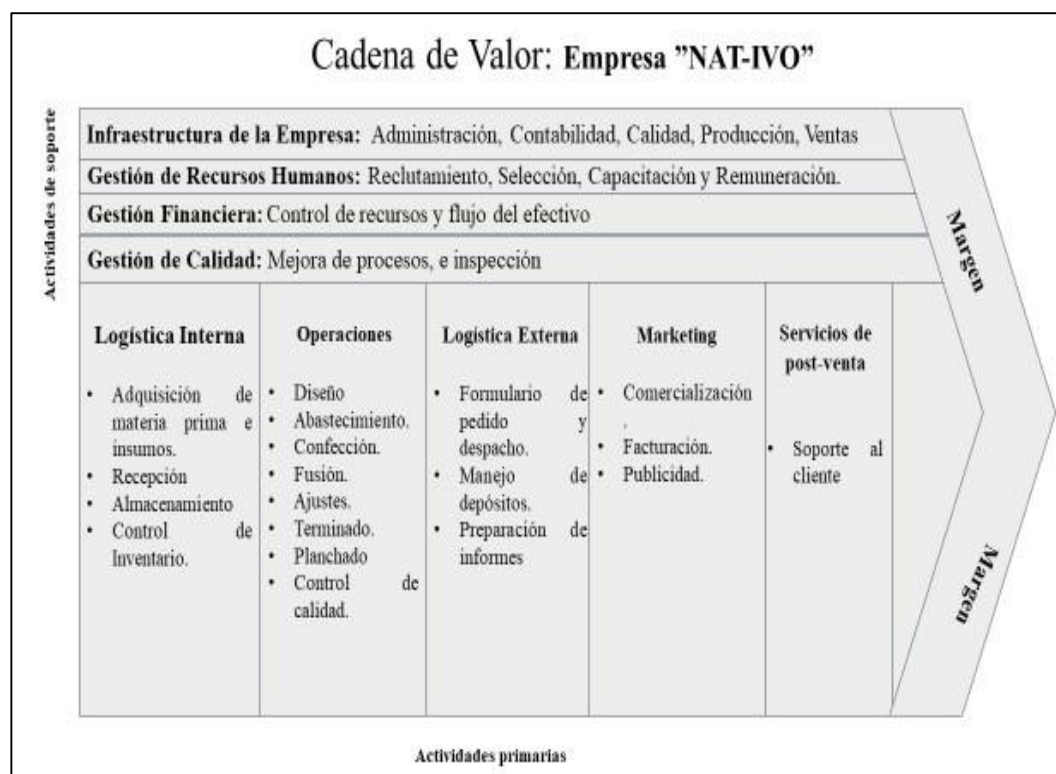 Cadena de Valor: Empresa ”NAT-IVO”
Actividades de soporte
Infraestructura de la Empresa: Administración, Contabilidad, Calidad, Producción, Ventas
Gestión de Recursos Humanos: Reclutamiento, Selección, Capacitación y Remuneración.
Gestión Financiera: Control de recursos y flujo del efectivo
Gestión de Calidad: Mejora de procesos, e inspección
Margen
Logística Interna
• Adquisición de
materia prima e
insumos.
• Recepción
• Almacenamiento
• Control de
Inventario.
Operaciones
• Diseño
• Abastecimiento.
• Confección.
• Fusión.
• Ajustes.
• Terminado.
• Planchado
• Control de
calidad.
Logística Externa
• Formulario de
pedido y
despacho.
• Manejo de
depósitos.
• Preparación de
informes
Marketing
• Comercialización
.
• Facturación.
• Publicidad.
Servicios de
post-venta
• Soporte al
cliente
Margen
Actividades primarias